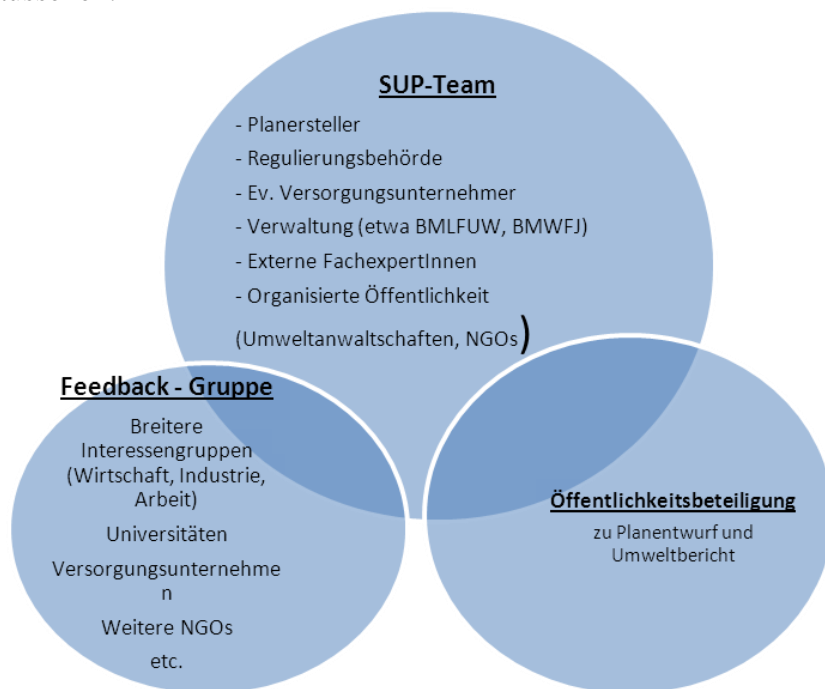 SUP-Team
- Planersteller
- Regulierungsbehörde
- Ev. Versorgungsunternehmer
- Verwaltung (etwa BMLFUW, BMWFJ)
- Externe FachexpertInnen
- Organisierte Öffentlichkeit
(Umweltanwaltschaften, NGOs)
Feedback - Gruppe
Breitere
Interessengruppen
(Wirtschaft, Industrie,
Arbeit)
Universitäten
Versorgungsunternehme
n
Weitere NGOs
etc.
Öffentlichkeitsbeteiligung
zu Planentwurf und
Umweltbericht